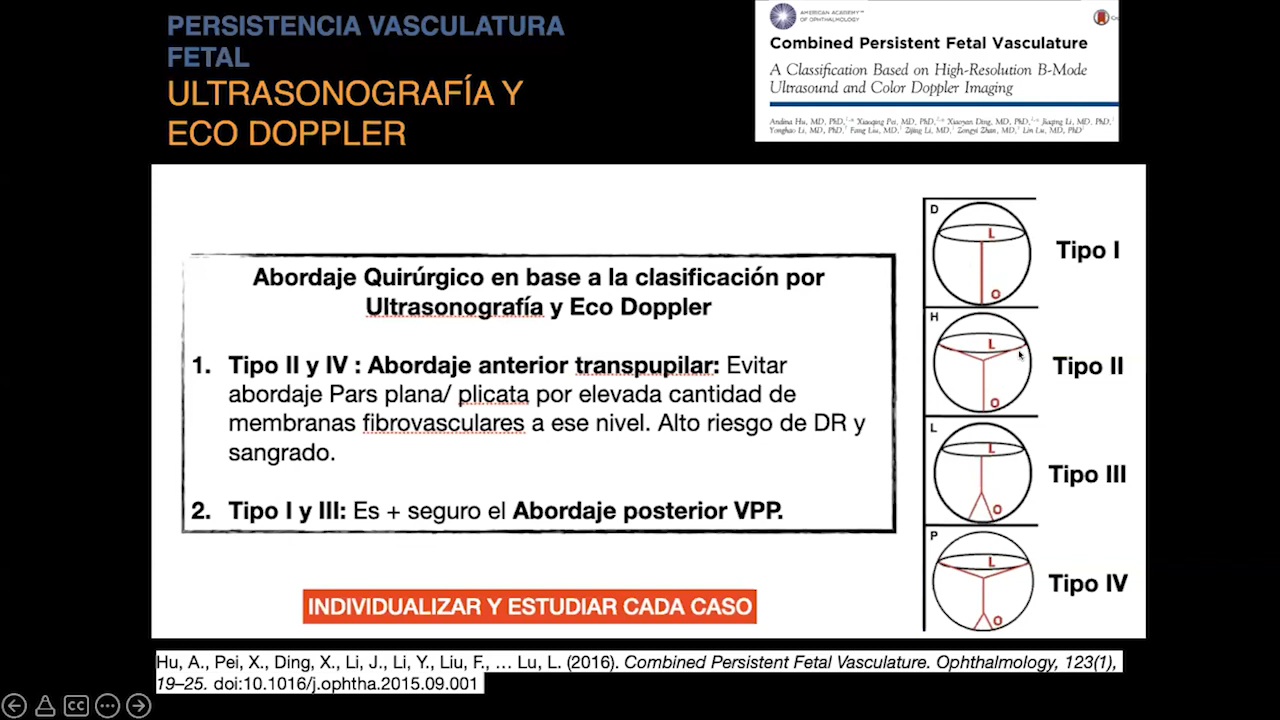 PERSISTENCIA VASCULATURA
FETAL
ULTRASONOGRAFÍA Y
ECO DOPPLER
AMERICAN ACADEMY™
OF OPHTHALMOLOGY
Combined Persistent Fetal Vasculature
A Classification Based on High-Resolution B-Mode
Ultrasound and Color Doppler Imaging
Andina Hu, MD, PhD, Xiaoqing Pei, MD, PhD, Xiaoyan Ding, MD, PhD, Jiaqing Li, MD, PhD,
Yonghao Li, MD, PhD, Fang Liu, MD, Zijing Li, MD, Zongyi Zhan, MD, Lin Lu, MD, PhD
Abordaje Quirúrgico en base a la clasificación por
Ultrasonografía y Eco Doppler
1. Tipo II y IV : Abordaje anterior transpupilar: Evitar
abordaje Pars plana/ plicata por elevada cantidad de
membranas fibrovasculares a ese nivel. Alto riesgo de DR y
sangrado.
2. Tipo I y III: Es + seguro el Abordaje posterior VPP.
INDIVIDUALIZAR Y ESTUDIAR CADA CASO
D
L
O
Tipo I
H
L
O
Tipo II
L
L
O
Tipo III
P
L
O
Tipo IV
Hu, A., Pei, X., Ding, X., Li, J., Li, Y., Liu, F., … Lu, L. (2016). Combined Persistent Fetal Vasculature. Ophthalmology, 123(1),
19–25. doi:10.1016/j.ophtha.2015.09.001
CC